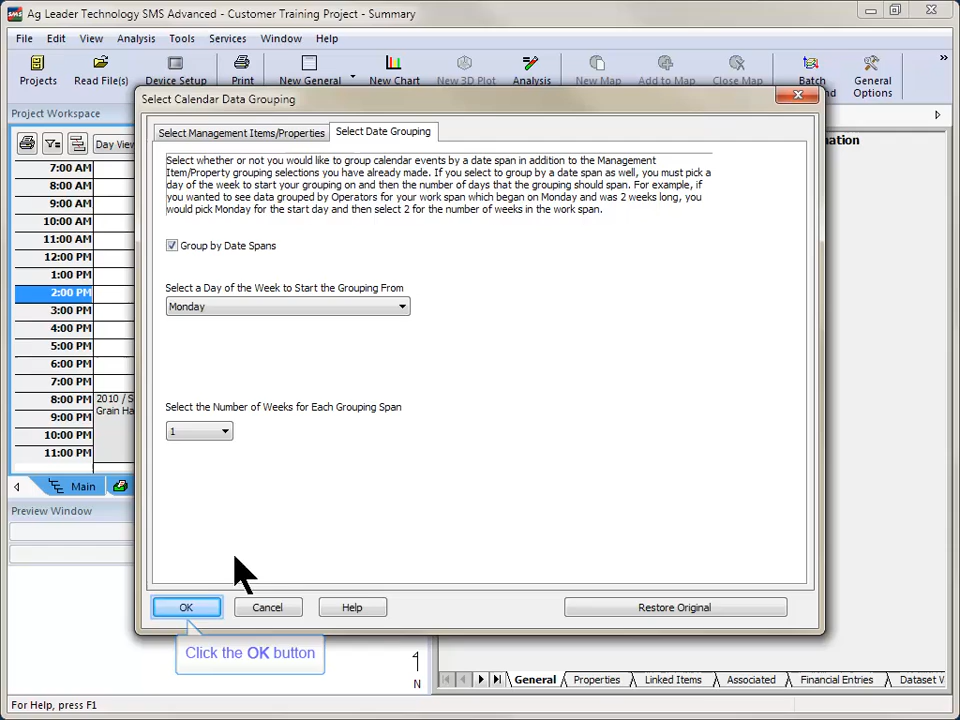 Ag Leader Technology SMS Advanced - Customer Training Project - Summary
File Edit View Analysis Tools Services Window Help
Projects Read File(s) Device Setup Print New General New Chart New 3D Plot Analysis New Map Add to Map Close Map Batch General
Options
Project Workspace
Select Calendar Data Grouping
Select Management Items/Properties Select Date Grouping
Day View
Select whether or not you would like to group calendar events by a date span in addition to the Management
Item/Property grouping selections you have already made. If you select to group by a date span as well, you must pick a
day of the week to start your grouping on and then the number of days that the grouping should span. For example, if
you wanted to see data grouped by Operators for your work span which began on Monday and was 2 weeks long, you
would pick Monday for the start day and then select 2 for the number of weeks in the work span.
7:00 AM
8:00 AM
9:00 AM
10:00 AM
11:00 AM
12:00 PM
1:00 PM
2:00 PM
3:00 PM
4:00 PM
5:00 PM
6:00 PM
7:00 PM
8:00 PM 2010 / S
Grain Ha
9:00 PM
10:00 PM
11:00 PM
Group by Date Spans
Select a Day of the Week to Start the Grouping From
Monday
Select the Number of Weeks for Each Grouping Span
1
Main
Preview Window
OK Cancel Help Restore Original
Click the OK button
N
General Properties Linked Items Associated Financial Entries Dataset V
For Help, press F1